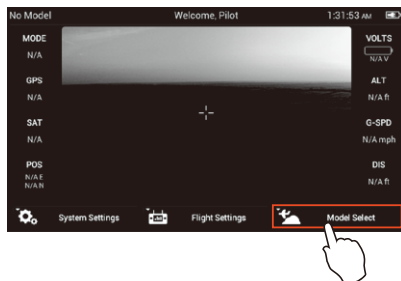 No Model Welcome, Pilot 1:31:53 AM
MODE
N/A
GPS
N/A
SAT
N/A
POS
N/A E
N/A N
VOLTS
N/A V
ALT
N/A ft
G-SPD
N/A mph
DIS
N/A ft
System Settings Flight Settings Model Select